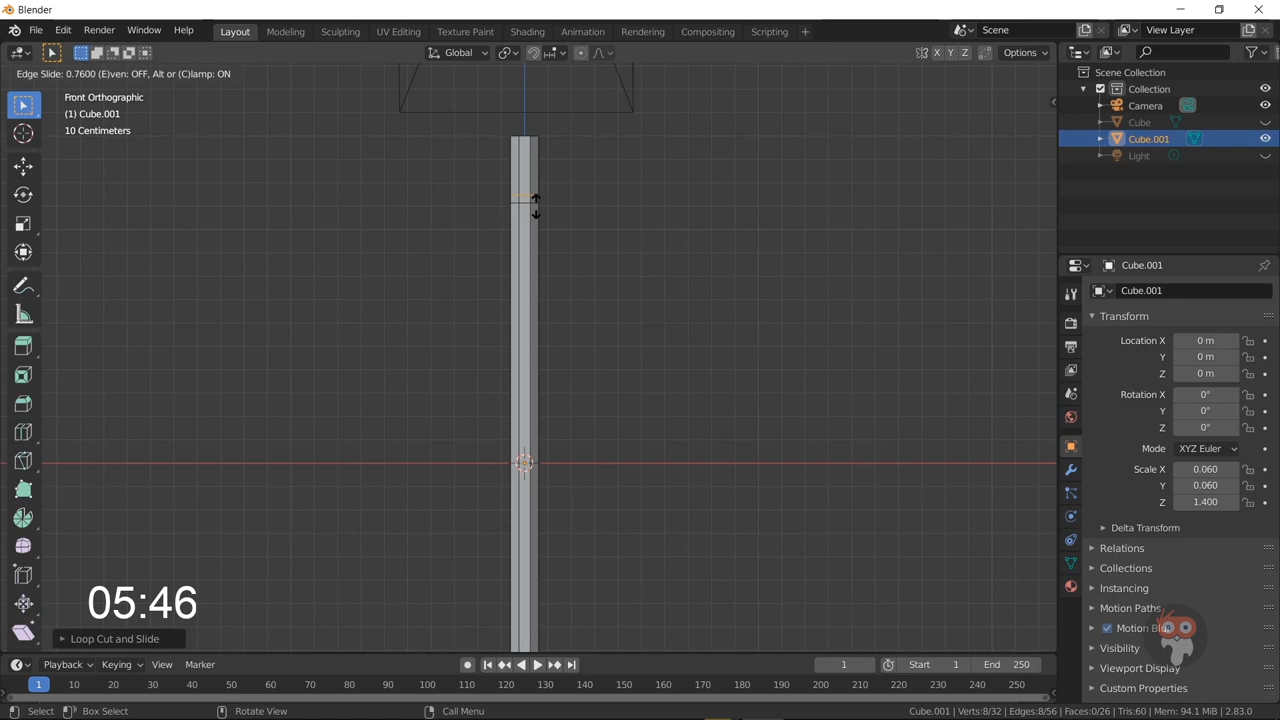 Blender
File Edit Render Window Help Layout Modeling Sculpting UV Editing Texture Paint Shading Animation Rendering Compositing Scripting + Scene View Layer
Global X Y Z Options
Edge Slide: 0.7600 (E)ven: OFF, Alt or (C)lamp: ON
Front Orthographic
(1) Cube.001
10 Centimeters
Scene Collection
Collection
Camera
Cube
Cube.001
Light
Cube.001
Cube.001
Transform
Location X 0 m
Y 0 m
Z 0 m
Rotation X 0°
Y 0°
Z 0°
Mode XYZ Euler
Scale X 0.060
Y 0.060
Z 1.400
Delta Transform
Relations
Collections
Instancing
Motion Paths
Motion Blu
Visibility
Viewport Display
Custom Properties
05:46
Loop Cut and Slide
Playback Keying View Marker 1 Start 1 End 250
1 10 20 30 40 50 60 70 80 90 100 110 120 130 140 150 160 170 180 190 200 210 220 230 240 250
Select Box Select Rotate View Call Menu Cube.001 | Verts:8/32 | Edges:8/56 | Faces:0/26 | Tris:60 | Mem: 94.1 MiB | 2.83.0